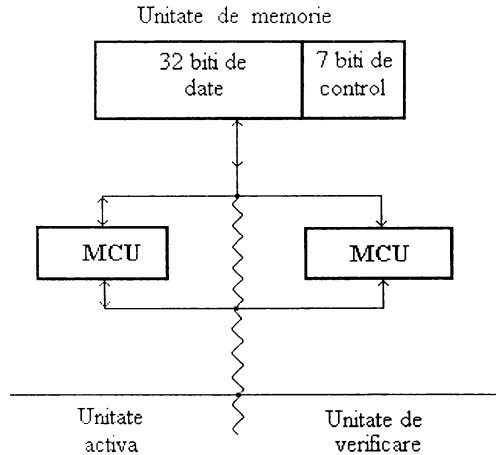 Unitate de memorie
32 biti de
date
7 biti de
control
MCU
MCU
Unitate
activa
Unitate de
verificare